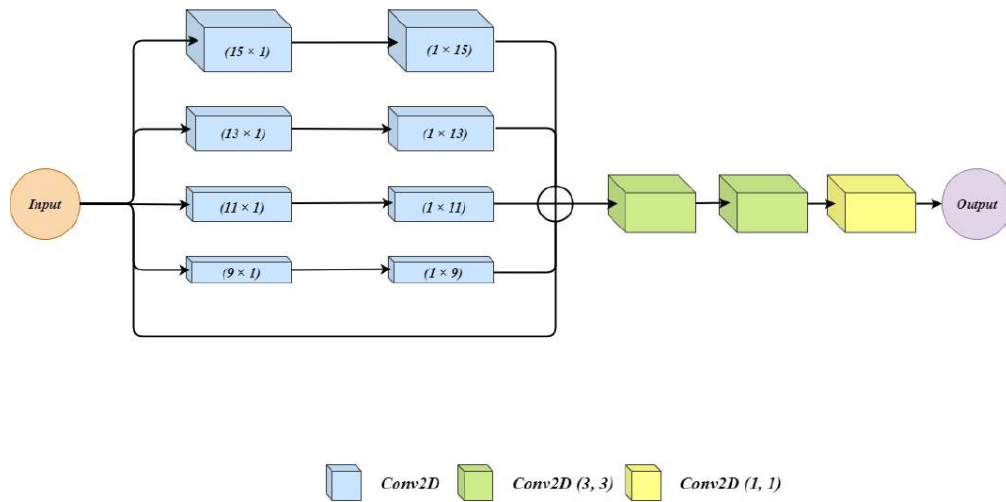 (15 × 1)
(1 × 15)
(13 × 1)
(1 × 13)
Input
(11 × 1)
(1 × 11)
Output
(9 × 1)
(1 × 9)
Conv2D
Conv2D (3, 3)
Conv2D (1, 1)